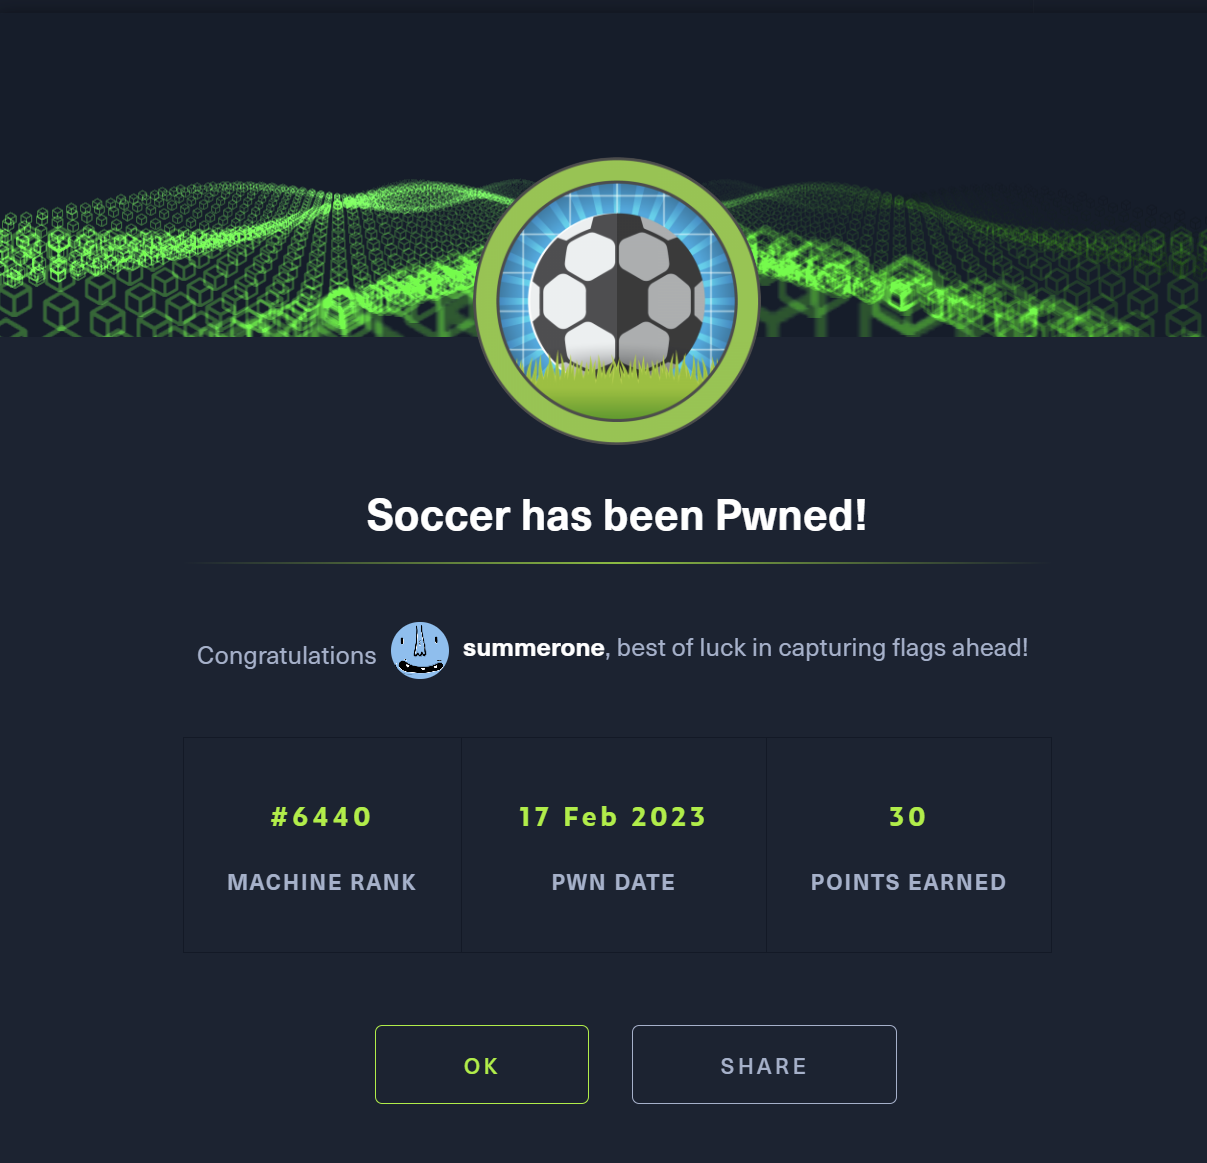 Soccer has been Pwned!
Congratulations summerone, best of luck in capturing flags ahead!
#6440 17 Feb 2023 30
MACHINE RANK PWN DATE POINTS EARNED
OK SHARE